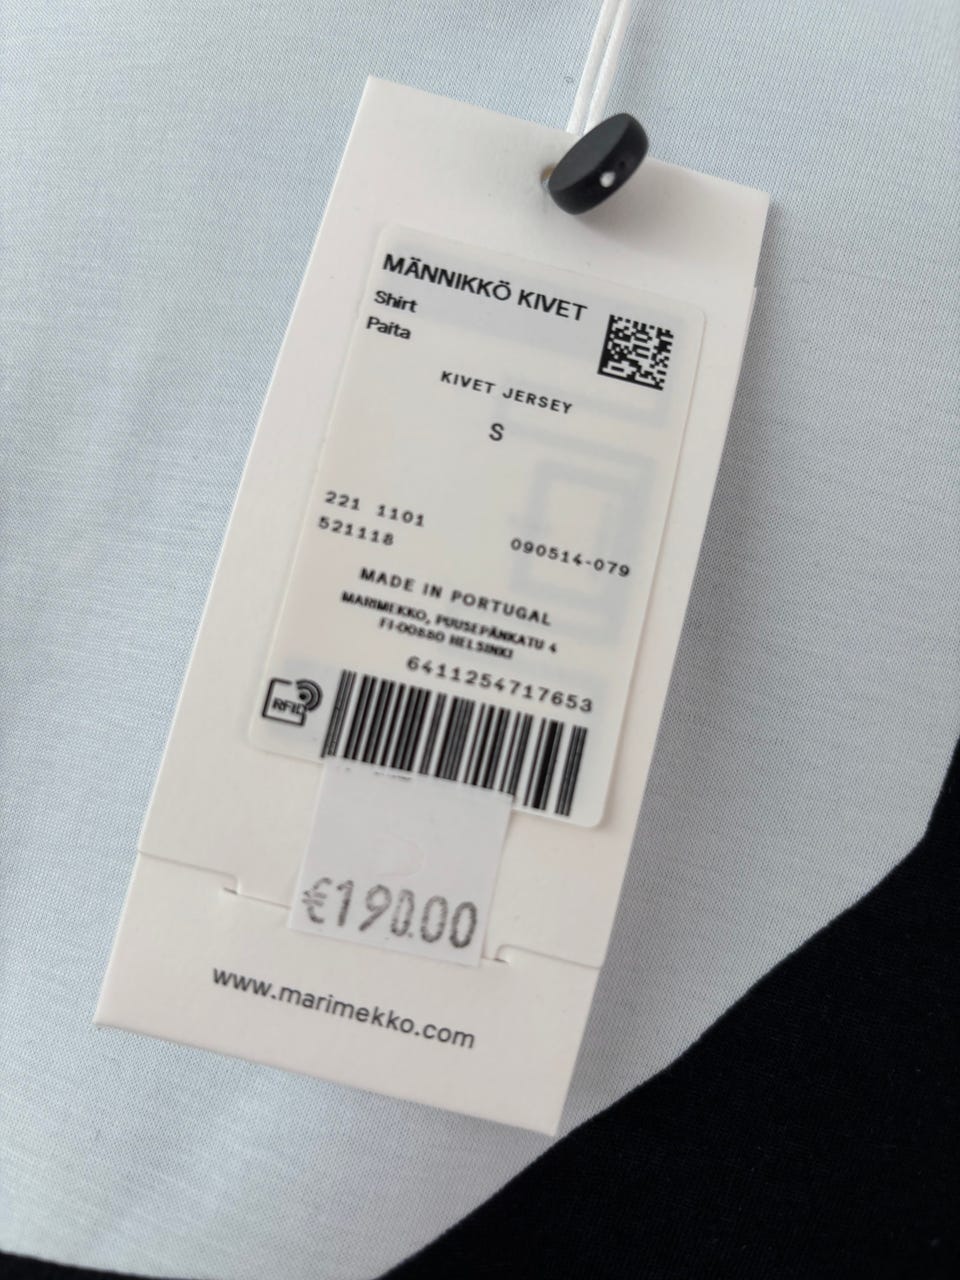 MÄNNIKKÖ KIVET
Shirt
Paita
KIVET JERSEY
S
221 1101
521118
090514-079
MADE IN PORTUGAL
MARIMEKKO, PUUSEPÄNKATU 4
FI-00880 HELSINKI
6411254717653
RFID
€190.00
www.marimekko.com